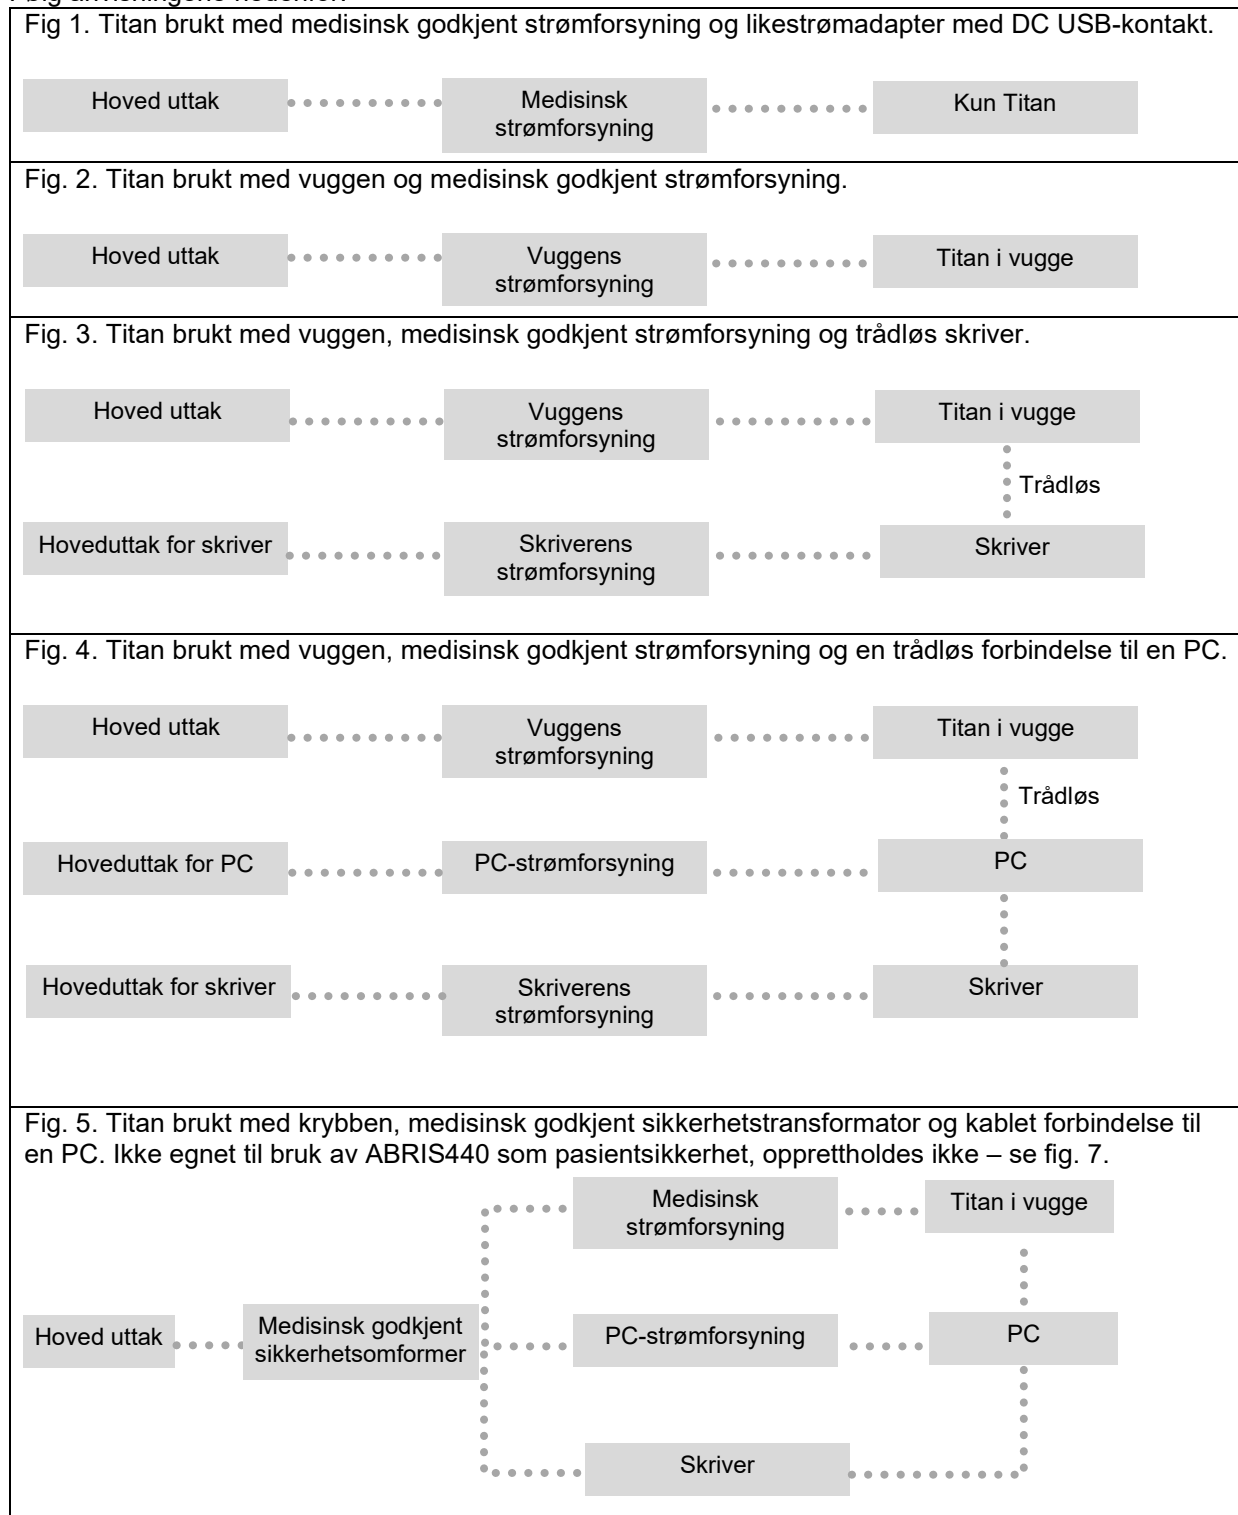 Følg anvisningene nedenfor.
Fig 1. Titan brukt med medisinsk godkjent strømforsyning og likestrømadapter med DC USB-kontakt.
Hoved uttak
Medisinsk
strømforsyning
Kun Titan
Fig. 2. Titan brukt med vuggen og medisinsk godkjent strømforsyning.
Hoved uttak
Vuggens
strømforsyning
Titan i vugge
Fig. 3. Titan brukt med vuggen, medisinsk godkjent strømforsyning og trådløs skriver.
Hoved uttak
Vuggens
strømforsyning
Titan i vugge
Trådløs
Hoveduttak for skriver
Skriverens
strømforsyning
Skriver
Fig. 4. Titan brukt med vuggen, medisinsk godkjent strømforsyning og en trådløs forbindelse til en PC.
Hoved uttak
Vuggens
strømforsyning
Titan i vugge
Trådløs
Hoveduttak for PC
PC-strømforsyning
PC
Hoveduttak for skriver
Skriverens
strømforsyning
Skriver
Fig. 5. Titan brukt med krybben, medisinsk godkjent sikkerhetstransformator og kablet forbindelse til
en PC. Ikke egnet til bruk av ABRIS440 som pasientsikkerhet, opprettholdes ikke – se fig. 7.
Medisinsk
strømforsyning
Titan i vugge
Hoved uttak
Medisinsk godkjent
sikkerhetsomformer
PC-strømforsyning
PC
Skriver